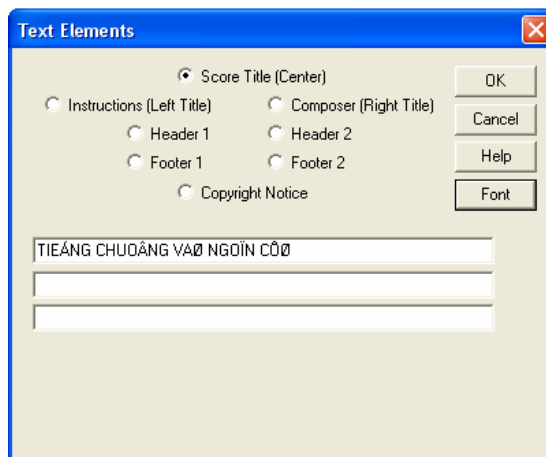 Text Elements
Score Title (Center)
OK
Instructions (Left Title)
Composer (Right Title)
Cancel
Header 1
Header 2
Footer 1
Footer 2
Help
Copyright Notice
Font
TIEÁNG CHUOÂNG VAØ NGOÏN CÔØ